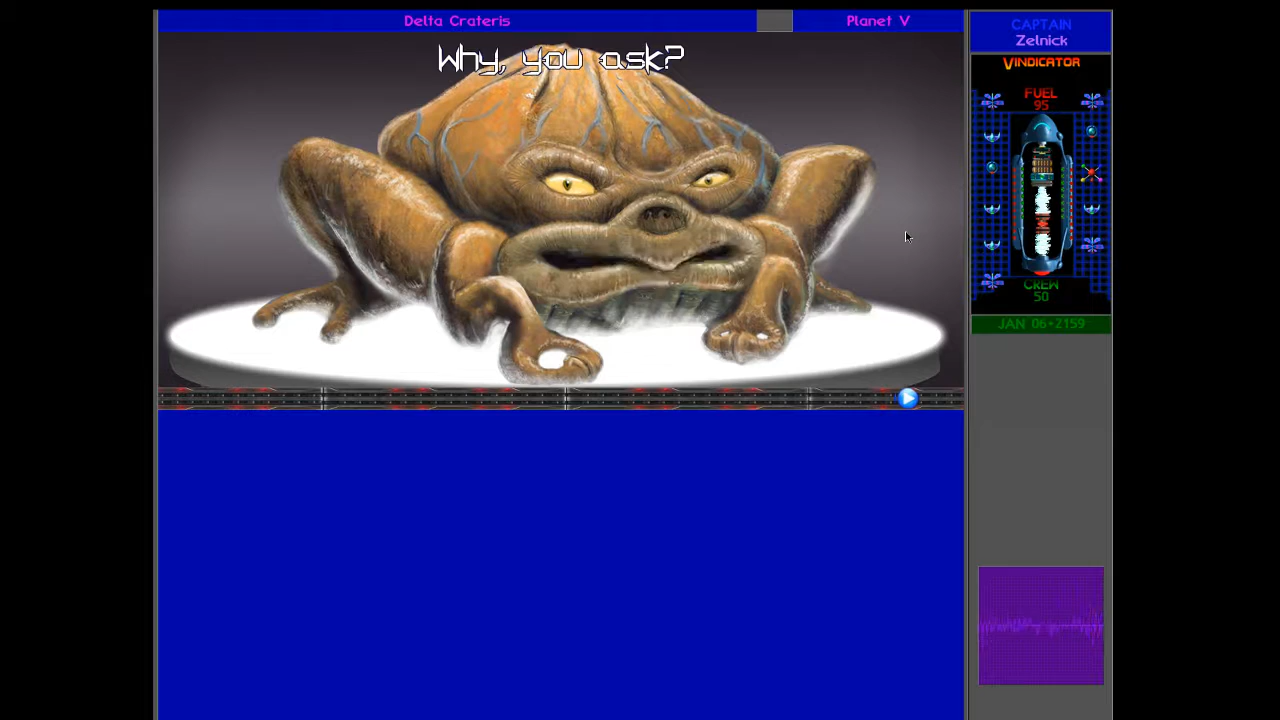 Delta Crateris
Planet V
Why, you ask?
CAPTAIN
Zelnick
VINDICATOR
FUEL
95
CREW
50
JAN 06•2159